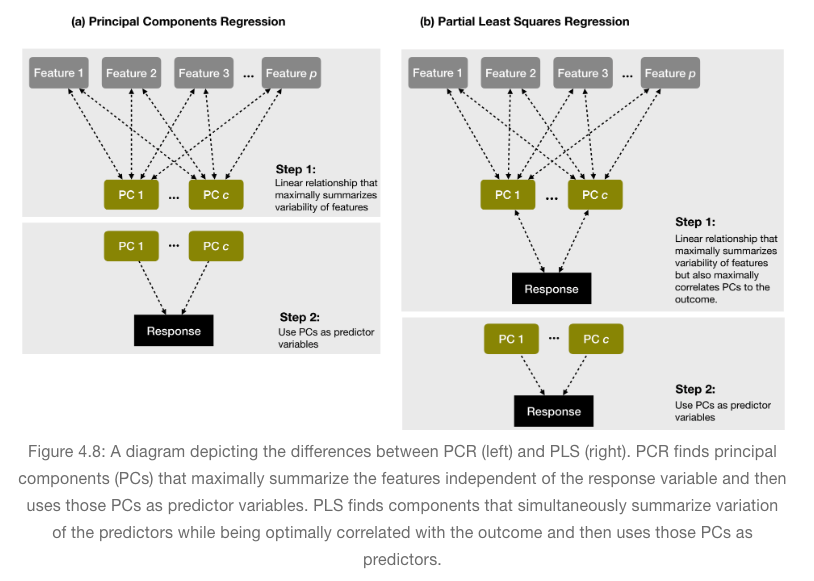 (a) Principal Components Regression
Feature 1 Feature 2 Feature 3 ... Feature p
PC 1 ... PC c
Step 1:
Linear relationship that
maximally summarizes
variability of features
PC 1 ... PC c
Response
Step 2:
Use PCs as predictor
variables
(b) Partial Least Squares Regression
Feature 1 Feature 2 Feature 3 ... Feature p
PC 1 ... PC c
Response
Step 1:
Linear relationship that
maximally summarizes
variability of features
but also maximally
correlates PCs to the
outcome.
PC 1 ... PC c
Response
Step 2:
Use PCs as predictor
variables
Figure 4.8: A diagram depicting the differences between PCR (left) and PLS (right). PCR finds principal
components (PCs) that maximally summarize the features independent of the response variable and then
uses those PCs as predictor variables. PLS finds components that simultaneously summarize variation
of the predictors while being optimally correlated with the outcome and then uses those PCs as
predictors.